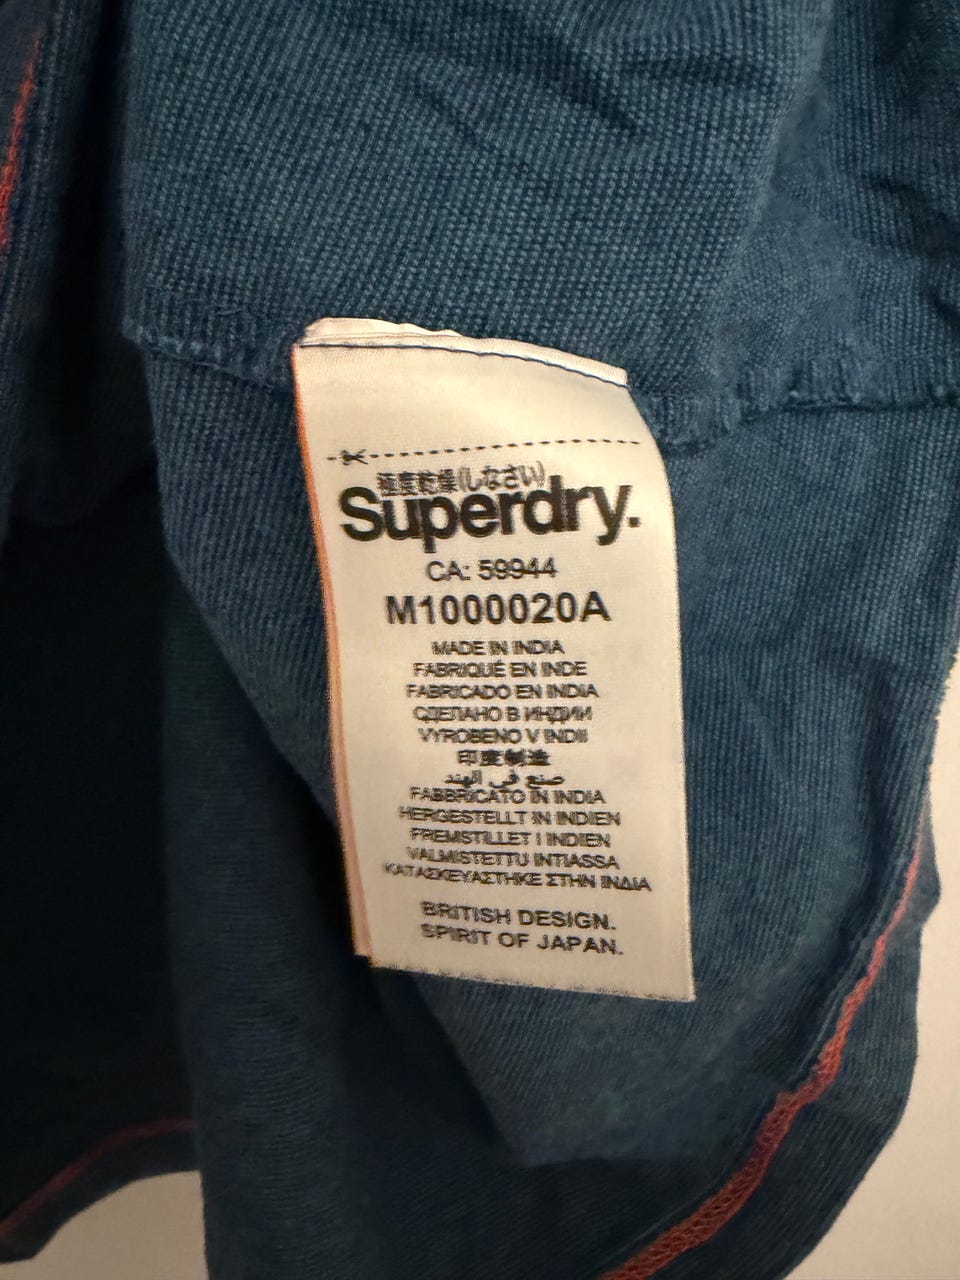 極度乾燥(しなさい)
Superdry.
CA: 59944
M1000020A
MADE IN INDIA
FABRIQUÉ EN INDE
FABRICADO EN INDIA
СДЕЛАНО В ИНДИИ
VYROBENO V INDII
印度制造
صنع في الهند
FABBRICATO IN INDIA
HERGESTELLT IN INDIEN
FREMSTILLET I INDIEN
VALMISTETTU INTIASSA
ΚΑΤΑΣΚΕΥΑΣΤΗΚΕ ΣΤΗΝ ΙΝΔΙΑ
BRITISH DESIGN.
SPIRIT OF JAPAN.